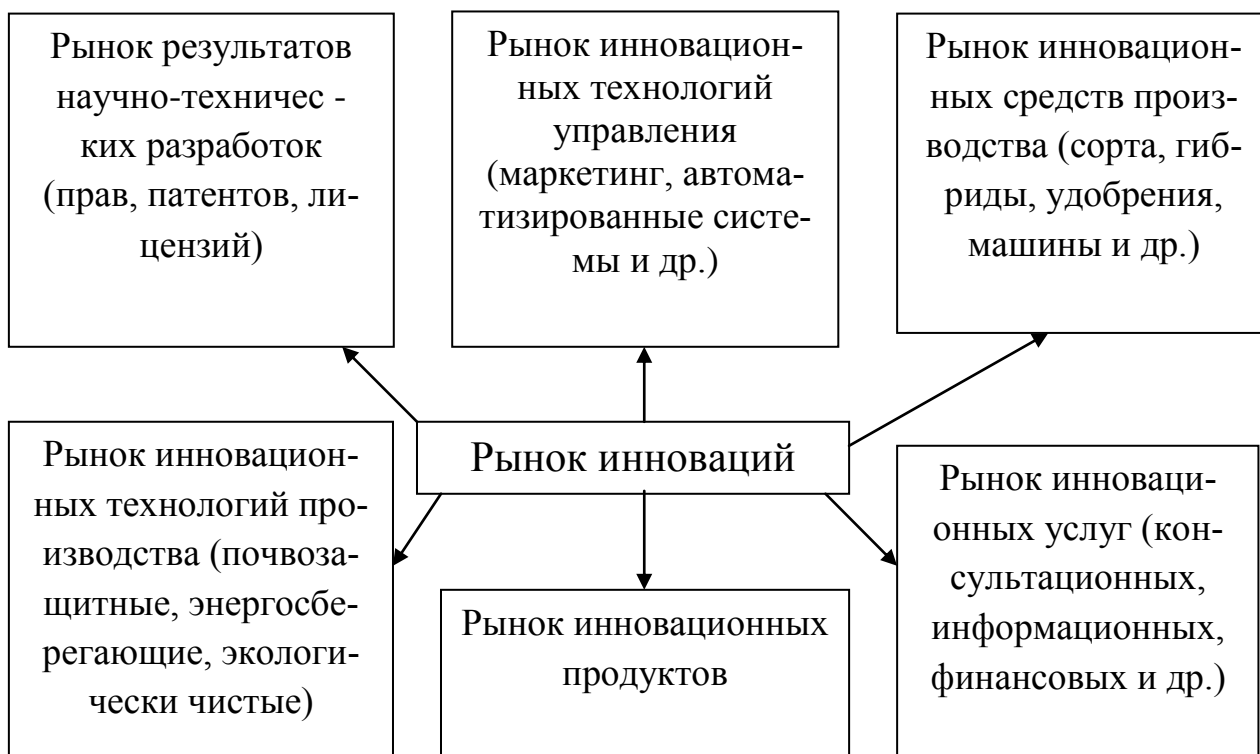 Рынок результатов
научно-техничес -
ких разработок
(прав, патентов, ли-
цензий)
Рынок инновацион-
ных технологий
управления
(маркетинг, автома-
тизированные систе-
мы и др.)
Рынок инновацион-
ных средств произ-
водства (сорта, гиб-
риды, удобрения,
машины и др.)
Рынок инноваций
Рынок инновацион-
ных технологий про-
изводства (почвоза-
щитные, энергосбе-
регающие, экологи-
чески чистые)
Рынок инновационных
продуктов
Рынок инноваци-
онных услуг (кон-
сультационных,
информационных,
финансовых и др.)